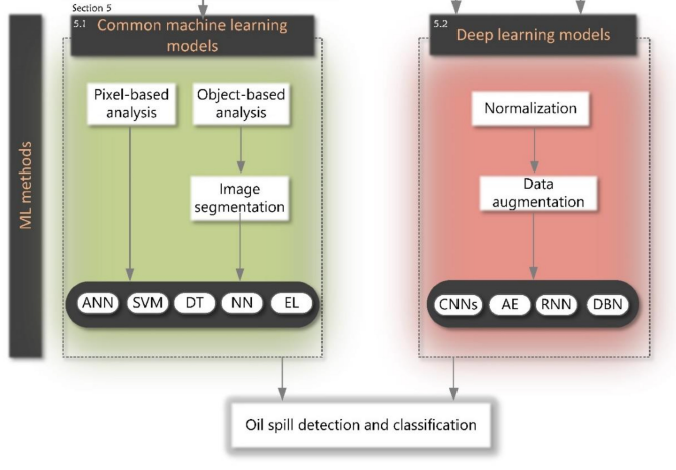 Section 5
5.1
Common machine learning
models
5.2
Deep learning models
ML methods
Pixel-based
analysis
Object-based
analysis
Image
segmentation
Normalization
Data
augmentation
ANN SVM DT NN EL
CNNs AE RNN DBN
Oil spill detection and classification